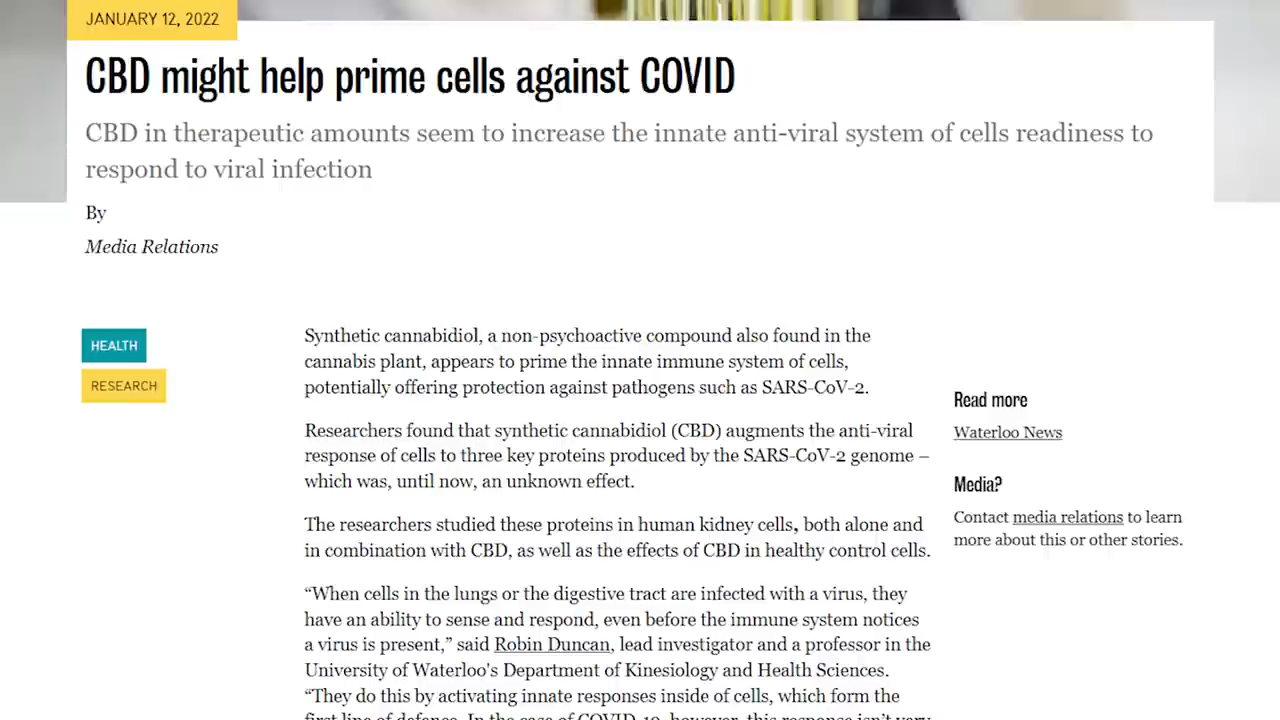 JANUARY 12, 2022
CBD might help prime cells against COVID
CBD in therapeutic amounts seem to increase the innate anti-viral system of cells readiness to
respond to viral infection
By
Media Relations
HEALTH
RESEARCH
Synthetic cannabidiol, a non-psychoactive compound also found in the
cannabis plant, appears to prime the innate immune system of cells,
potentially offering protection against pathogens such as SARS-CoV-2.
Researchers found that synthetic cannabidiol (CBD) augments the anti-viral
response of cells to three key proteins produced by the SARS-CoV-2 genome –
which was, until now, an unknown effect.
The researchers studied these proteins in human kidney cells, both alone and
in combination with CBD, as well as the effects of CBD in healthy control cells.
“When cells in the lungs or the digestive tract are infected with a virus, they
have an ability to sense and respond, even before the immune system notices
a virus is present,” said Robin Duncan, lead investigator and a professor in the
University of Waterloo's Department of Kinesiology and Health Sciences.
“They do this by activating innate responses inside of cells, which form the
first line of defence. In the case of COVID-19, however, this response isn’t very
Read more
Waterloo News
Media?
Contact media relations to learn
more about this or other stories.